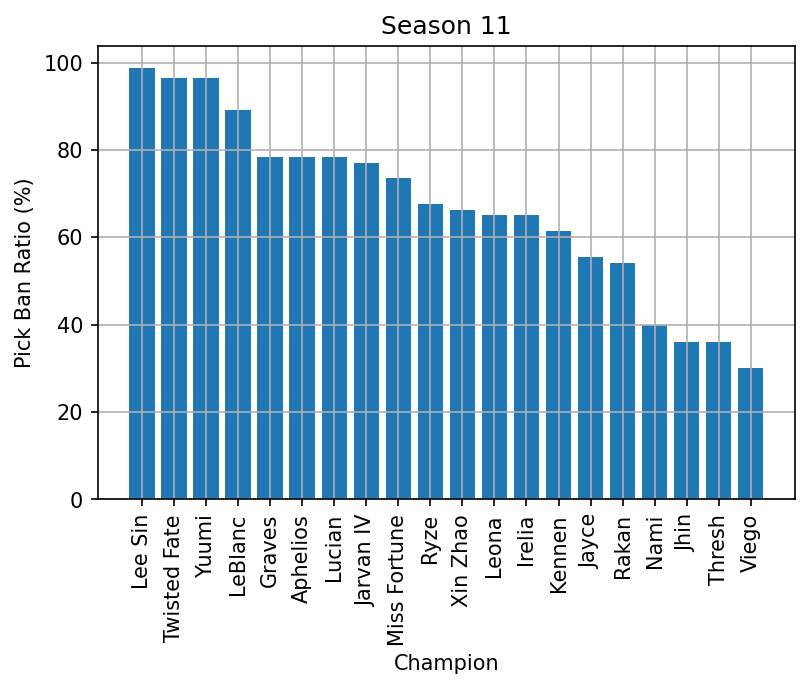 Season 11
Pick Ban Ratio (%)
100
80
60
40
20
0
Lee Sin
Twisted Fate
Yuumi
LeBlanc
Graves
Aphelios
Lucian
Jarvan IV
Miss Fortune
Ryze
Xin Zhao
Leona
Irelia
Kennen
Jayce
Rakan
Nami
Jhin
Thresh
Viego
Champion